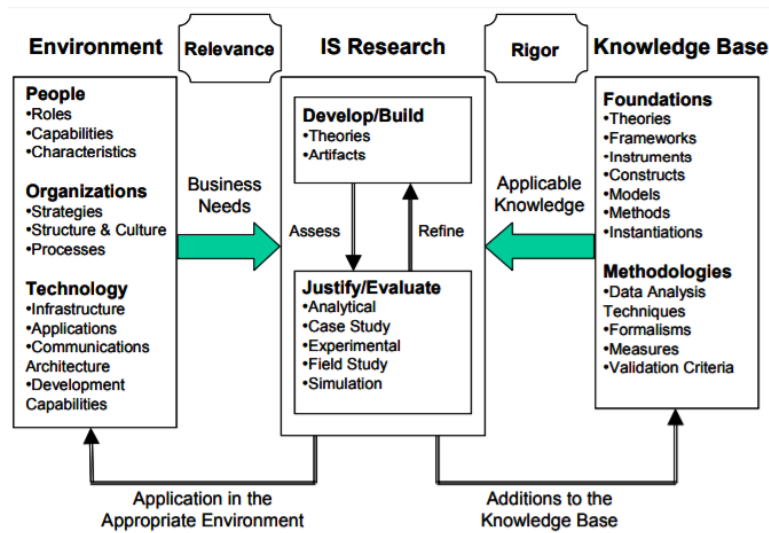 Environment
Relevance
IS Research
Rigor
Knowledge Base
People
•Roles
•Capabilities
•Characteristics
Organizations
•Strategies
•Structure & Culture
•Processes
Technology
•Infrastructure
•Applications
•Communications
Architecture
•Development
Capabilities
Business
Needs
Develop/Build
•Theories
•Artifacts
Assess
Refine
Justify/Evaluate
•Analytical
•Case Study
•Experimental
•Field Study
•Simulation
Applicable
Knowledge
Foundations
•Theories
•Frameworks
•Instruments
•Constructs
•Models
•Methods
•Instantiations
Methodologies
•Data Analysis
Techniques
•Formalisms
•Measures
•Validation Criteria
Application in the
Appropriate Environment
Additions to the
Knowledge Base